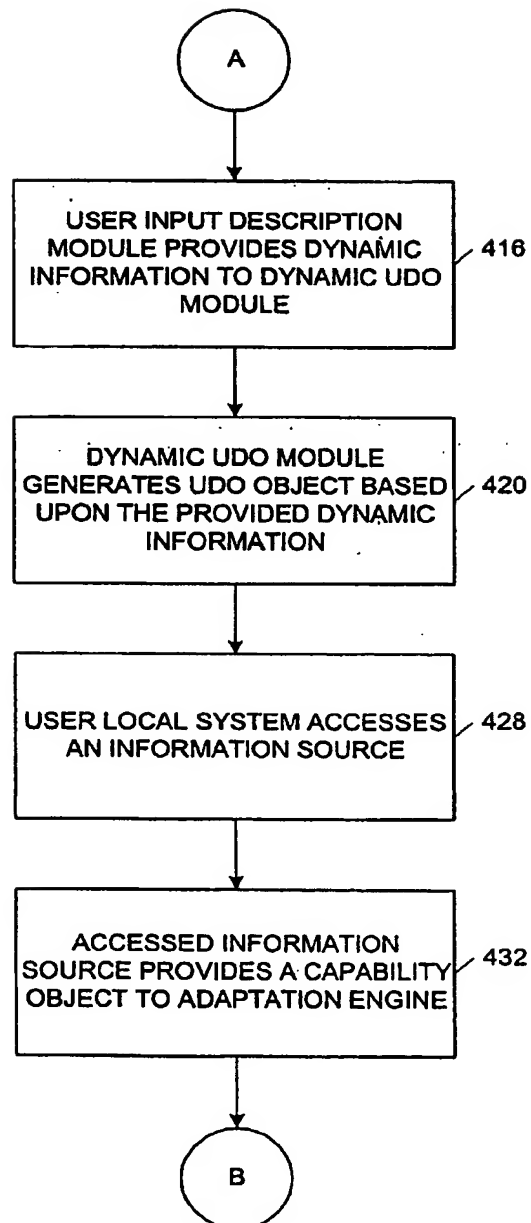 A
USER INPUT DESCRIPTION
MODULE PROVIDES DYNAMIC
INFORMATION TO DYNAMIC UDO
MODULE
416
DYNAMIC UDO MODULE
GENERATES UDO OBJECT BASED
UPON THE PROVIDED DYNAMIC
INFORMATION
420
USER LOCAL SYSTEM ACCESSES
AN INFORMATION SOURCE
428
ACCESSED INFORMATION
SOURCE PROVIDES A CAPABILITY
OBJECT TO ADAPTATION ENGINE
432
B